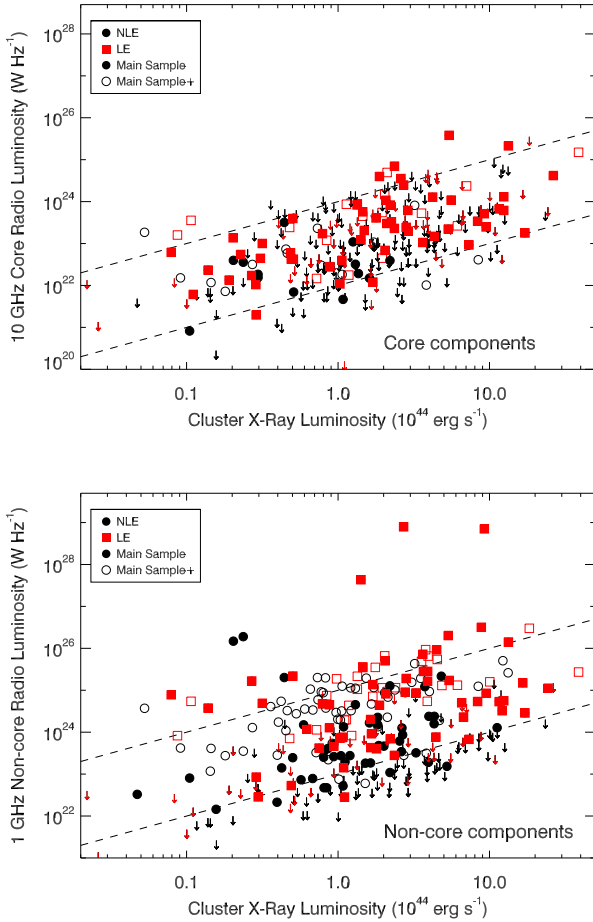 10^28
10^26
10^24
10^22
10^20
10 GHz Core Radio Luminosity (W Hz^-1)
NLE
LE
Main Sample-
Main Sample+
Core components
0.1 1.0 10.0
Cluster X-Ray Luminosity (10^44 erg s^-1)
10^28
10^26
10^24
10^22
1 GHz Non-core Radio Luminosity (W Hz^-1)
NLE
LE
Main Sample-
Main Sample+
Non-core components
0.1 1.0 10.0
Cluster X-Ray Luminosity (10^44 erg s^-1)